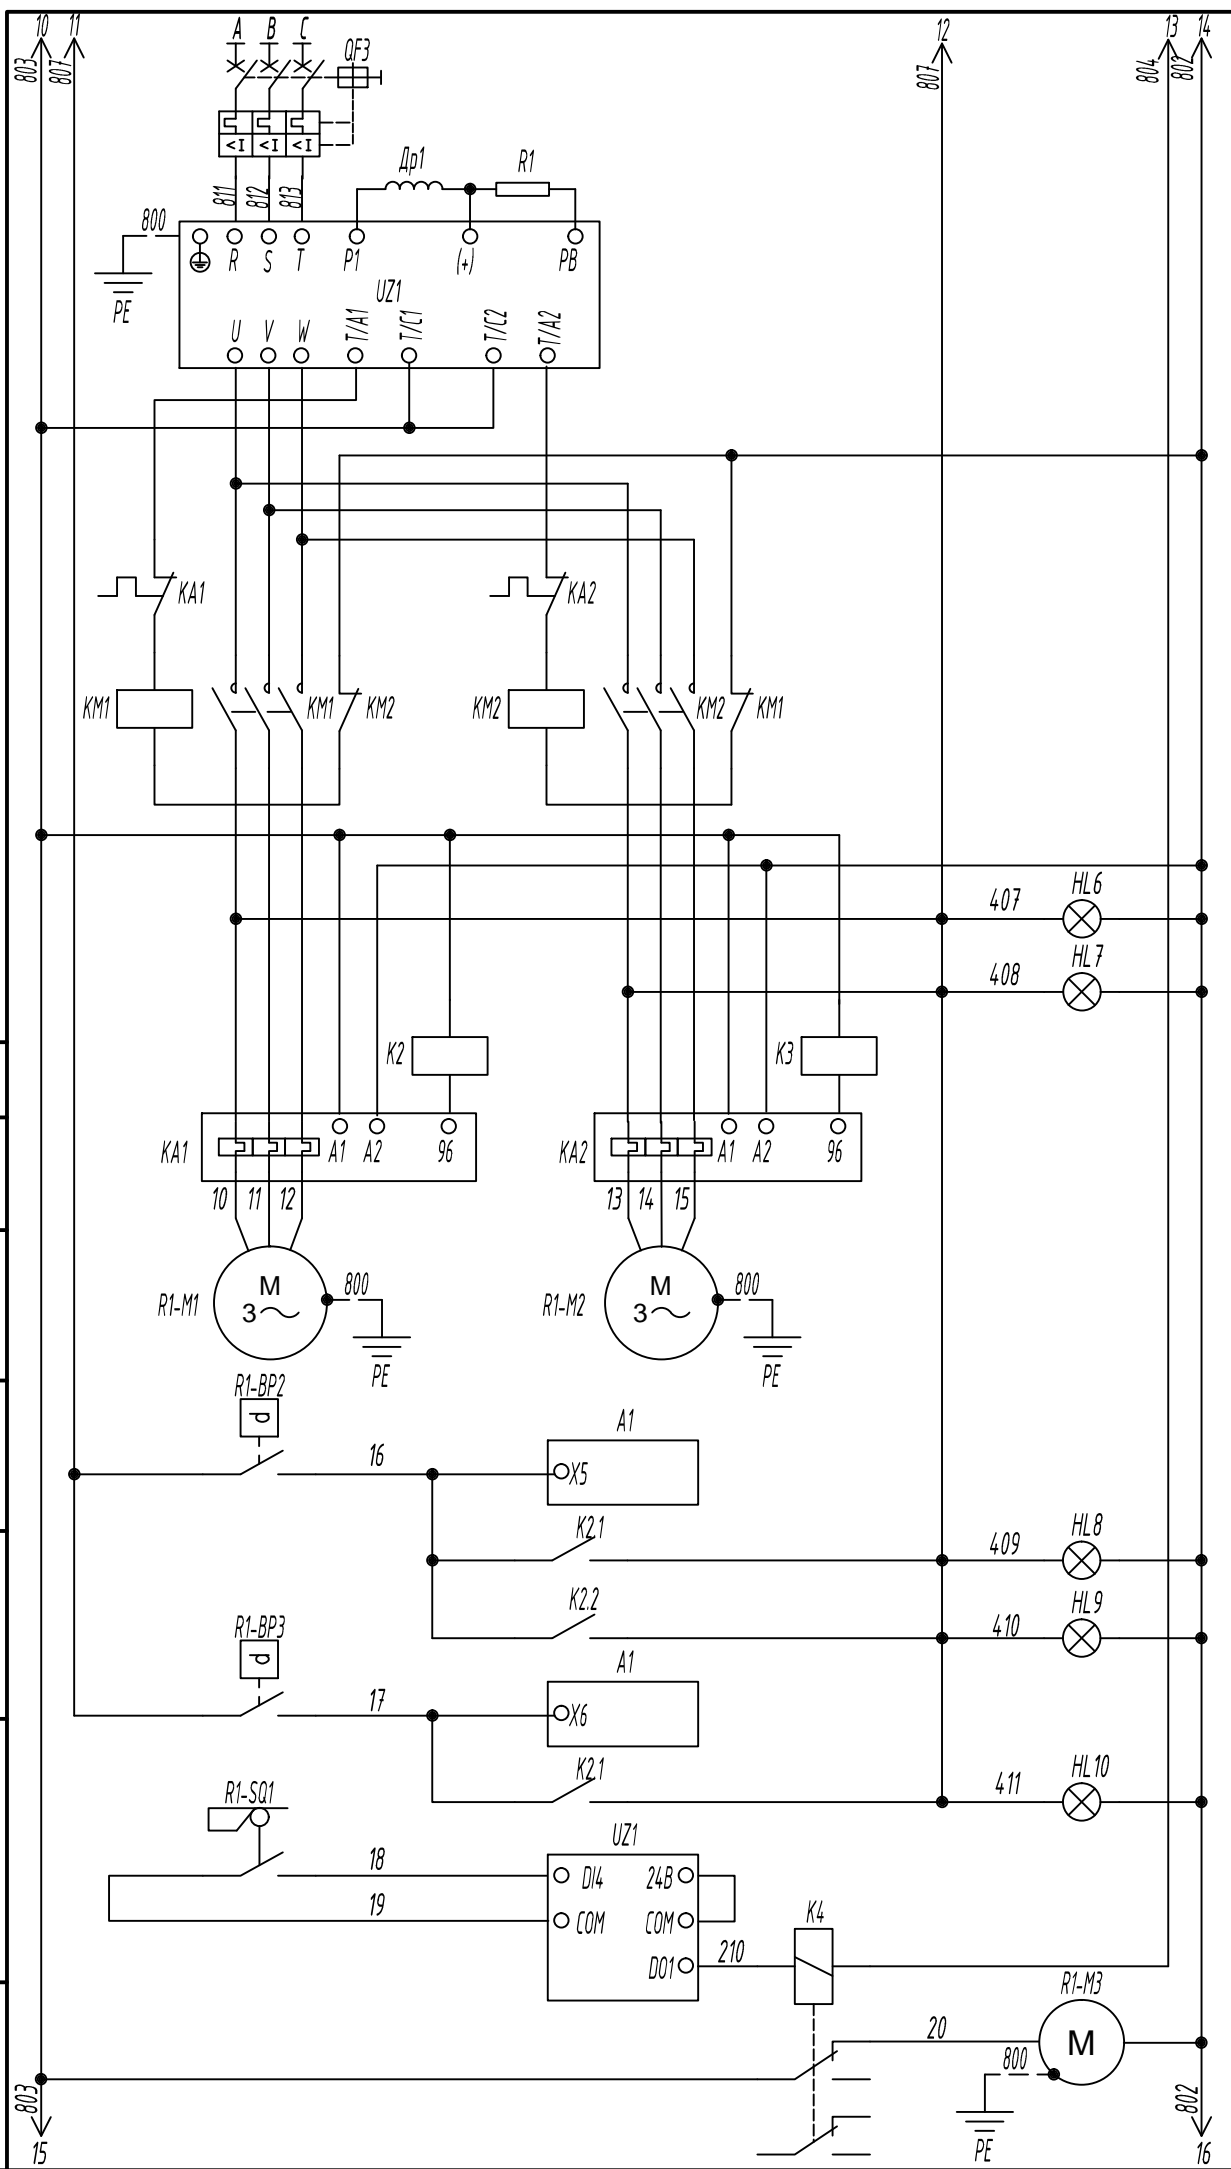 10 11 A B C 12 13 14
803 807 QF3 807 804 802
<I <I <I
811 812 813 Др1 R1
800
R S T P1 (+) PB
PE UZ1
U V W T/A1 T/C1 T/C2 T/A2
KA1 KA2
KM1 KM1 KM2 KM2 KM2 KM1
407 HL6
408 HL7
K2 K3
KA1 A1 A2 96 KA2 A1 A2 96
10 11 12 13 14 15
R1-M1 M 3 800 R1-M2 M 3 800
PE PE
R1-BP2
d
A1
16
X5
K2.1 409 HL8
K2.2 410 HL9
R1-BP3
d
A1
17
X6
K2.1 411 HL10
R1-SQ1
UZ1
18 DI4 24B
19 COM COM
K4
210
DO1
R1-M3
20
M
800
803 802
PE
15 16